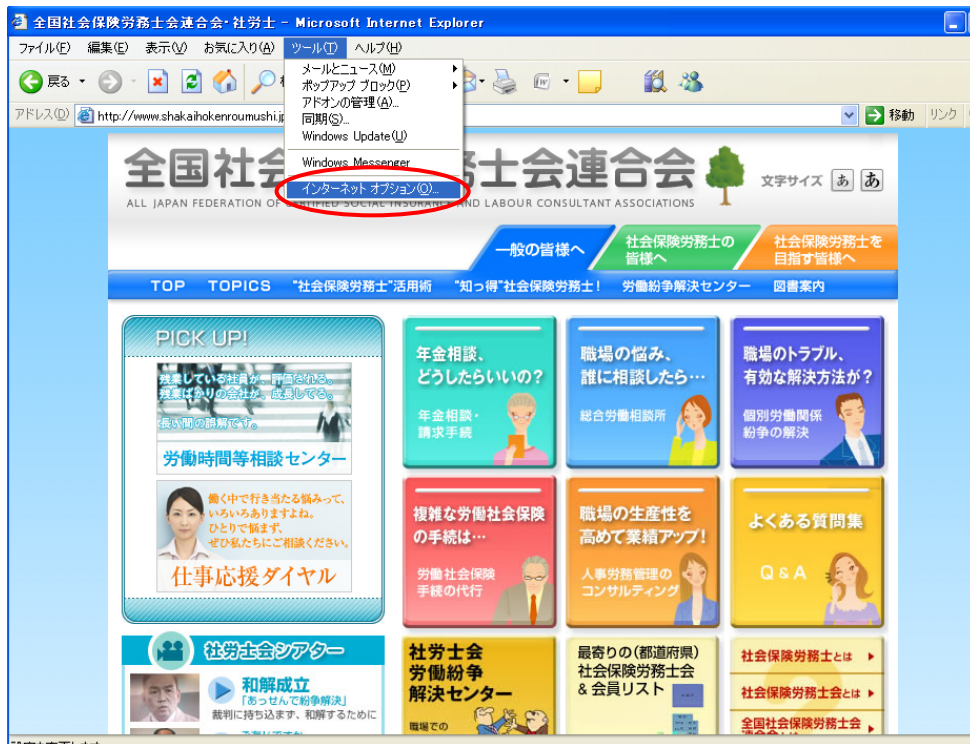 全国社会保険労務士会連合会・社労士 - Microsoft Internet Explorer
ファイル(F) 編集(E) 表示(V) お気に入り(A) ツール(T) ヘルプ(H)
メールとニュース(M)
ポップアップ ブロック(P)
アドオンの管理(A)...
同期(S)...
Windows Update(U)
Windows Messenger
インターネット オプション(O)...
戻る
アドレス(D) http://www.shakaihokenroumushi.j
移動 リンク
全国社会 士会連合会
ALL JAPAN FEDERATION OF CERTIFIED SOCIAL INSURANCE AND LABOUR CONSULTANT ASSOCIATIONS
文字サイズ あ あ
一般の皆様へ
社会保険労務士の
皆様へ
社会保険労務士を
目指す皆様へ
TOP TOPICS "社会保険労務士"活用術 "知っ得"社会保険労務士! 労働紛争解決センター 図書案内
PICK UP!
残業している社員が、評価される。
残業ばかりの会社が、成長してる。
長い間の誤解です。
労働時間等相談センター
働く中で行き当たる悩みって、
いろいろありますよね。
ひとりで悩まず、
ぜひ私たちにご相談ください。
仕事応援ダイヤル
年金相談、
どうしたらいいの?
年金相談・
請求手続
職場の悩み、
誰に相談したら…
総合労働相談所
職場のトラブル、
有効な解決方法が?
個別労働関係
紛争の解決
複雑な労働社会保険
の手続は…
労働社会保険
手続の代行
職場の生産性を
高めて業績アップ!
人事労務管理の
コンサルティング
よくある質問集
Q & A
社労士会シアター
和解成立
「あっせんで紛争解決」
裁判に持ち込まず、和解するために
社労士会
労働紛争
解決センター
職場での
最寄りの(都道府県)
社会保険労務士会
& 会員リスト
社会保険労務士とは
社会保険労務士会とは
全国社会保険労務士会